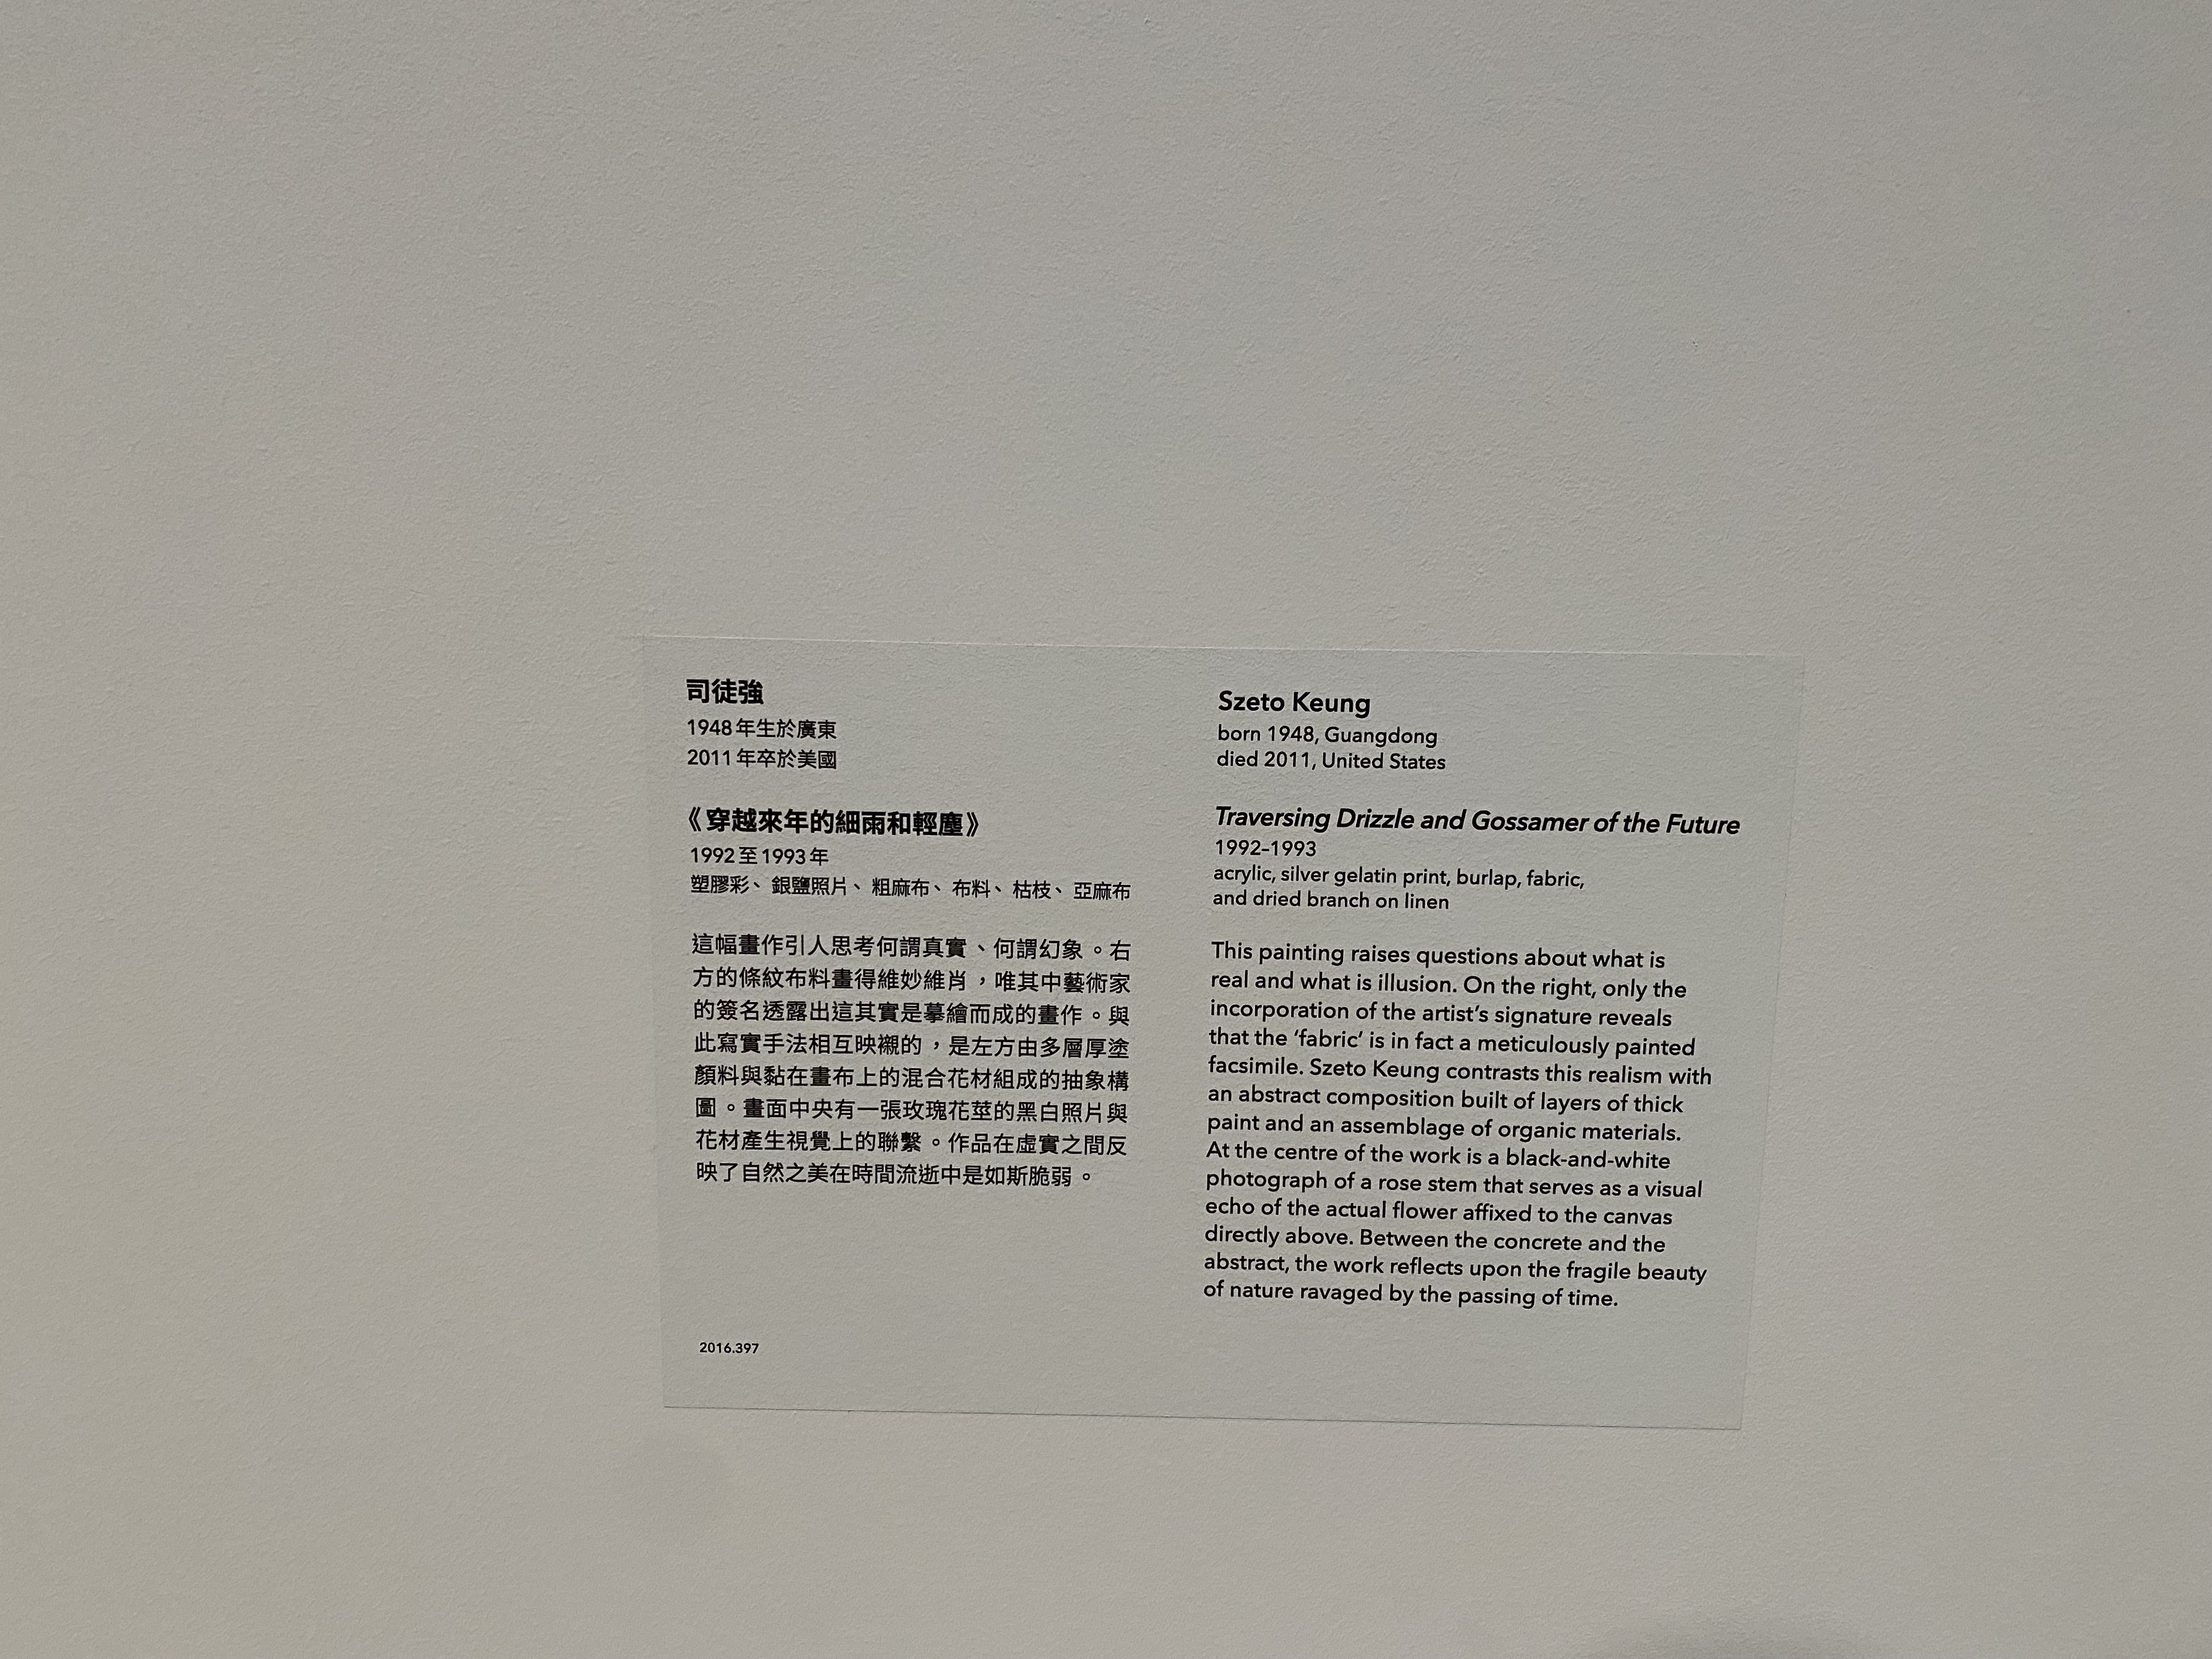 司徒強
1948年生於廣東
2011年卒於美國
《穿越來年的細雨和輕塵》
1992至1993年
塑膠彩、銀鹽照片、粗麻布、布料、枯枝、亞麻布
這幅畫作引人思考何謂真實、何謂幻象。右
方的條紋布料畫得維妙維肖，唯其中藝術家
的簽名透露出這其實是摹繪而成的畫作。與
此寫實手法相互映襯的，是左方由多層厚塗
顏料與黏在畫布上的混合花材組成的抽象構
圖。畫面中央有一張玫瑰花莖的黑白照片與
花材產生視覺上的聯繫。作品在虛實之間反
映了自然之美在時間流逝中是如斯脆弱。
2016.397
Szeto Keung
born 1948, Guangdong
died 2011, United States
Traversing Drizzle and Gossamer of the Future
1992–1993
acrylic, silver gelatin print, burlap, fabric,
and dried branch on linen
This painting raises questions about what is
real and what is illusion. On the right, only the
incorporation of the artist’s signature reveals
that the ‘fabric’ is in fact a meticulously painted
facsimile. Szeto Keung contrasts this realism with
an abstract composition built of layers of thick
paint and an assemblage of organic materials.
At the centre of the work is a black-and-white
photograph of a rose stem that serves as a visual
echo of the actual flower affixed to the canvas
directly above. Between the concrete and the
abstract, the work reflects upon the fragile beauty
of nature ravaged by the passing of time.